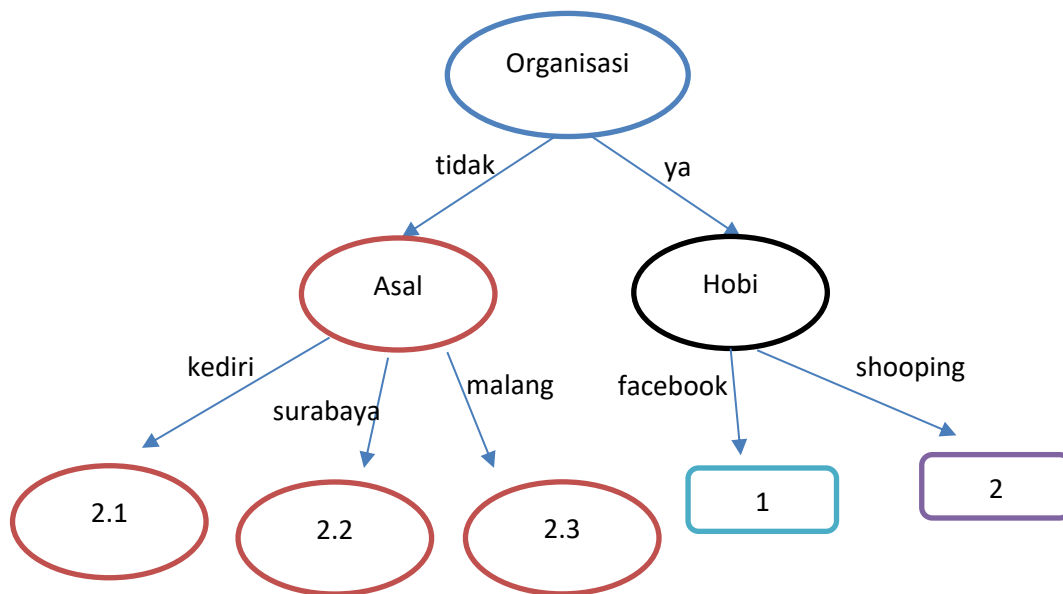 Organisasi
tidak
ya
Asal
Hobi
kediri
surabaya
malang
facebook
shooping
2.1
2.2
2.3
1
2